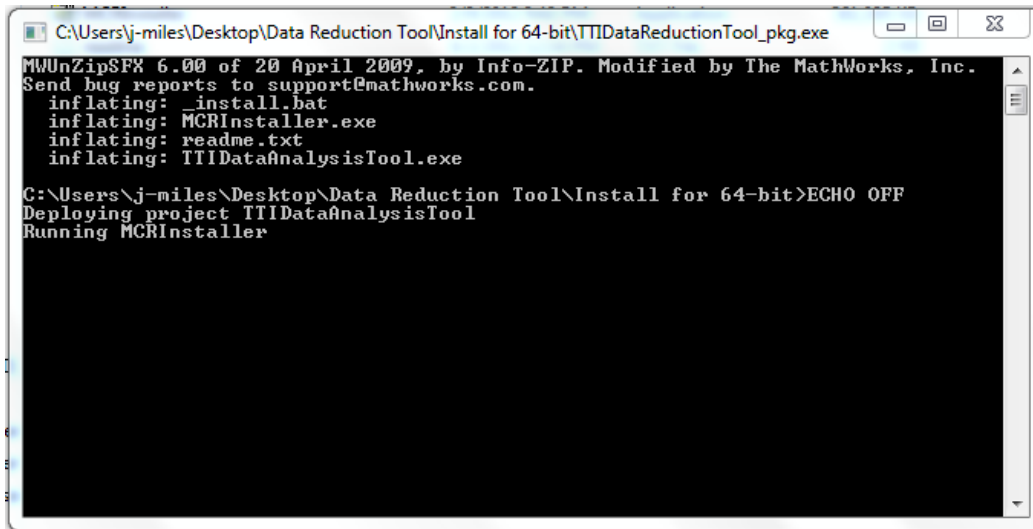 C:\Users\j-miles\Desktop\Data Reduction Tool\Install for 64-bit\TTIDataReductionTool_pkg.exe
MWUnZipSFX 6.00 of 20 April 2009, by Info-ZIP. Modified by The MathWorks, Inc.
Send bug reports to support@mathworks.com.
inflating: _install.bat
inflating: MCRInstaller.exe
inflating: readme.txt
inflating: TTIDataAnalysisTool.exe
C:\Users\j-miles\Desktop\Data Reduction Tool\Install for 64-bit>ECHO OFF
Deploying project TTIDataAnalysisTool
Running MCRInstaller